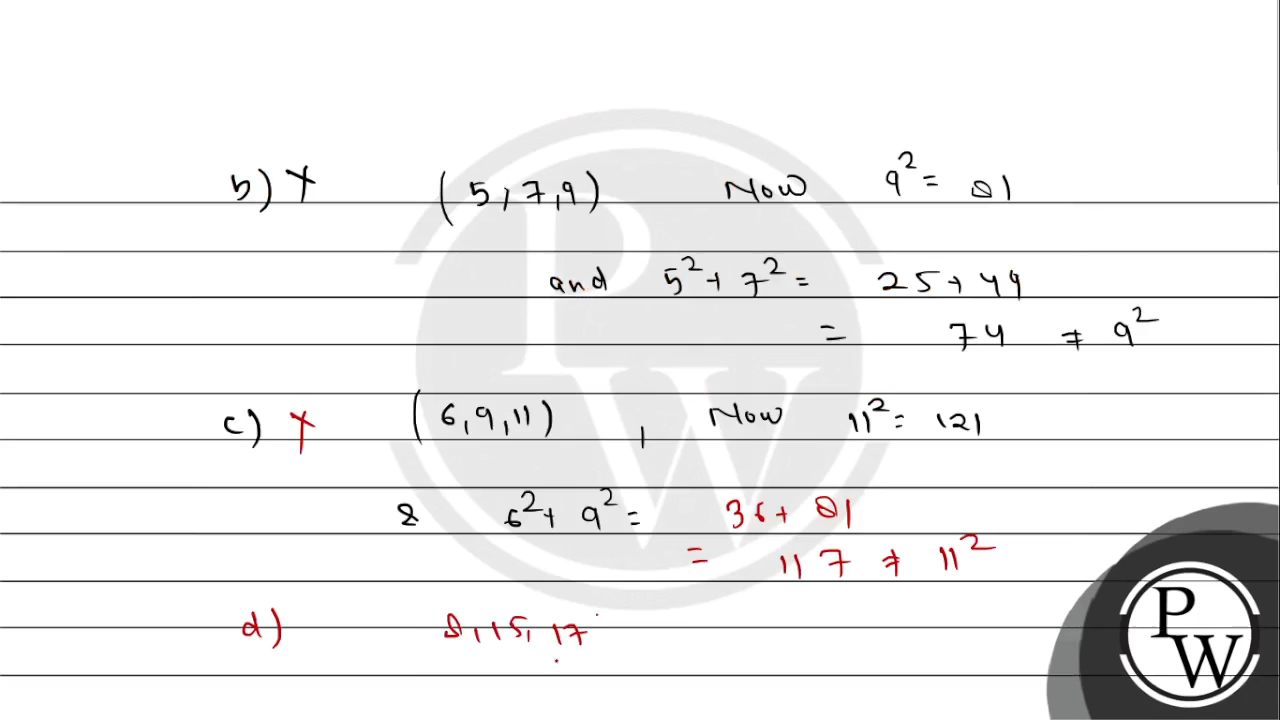 b) X (5, 7, 9) Now 9² = 81
and 5² + 7² = 25 + 49
= 74 ≠ 9²
c) X (6, 9, 11) , Now 11² = 121
& 6² + 9² = 36 + 81
= 117 ≠ 11²
d) 8, 15, 17
PW
PW